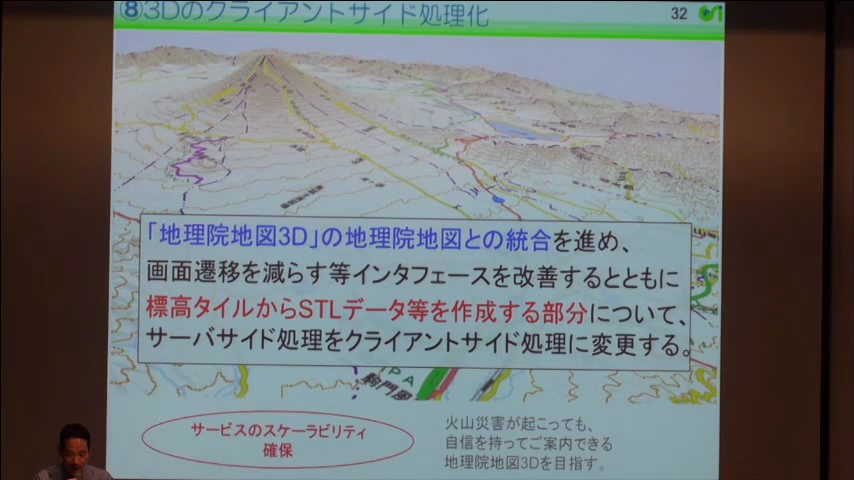 ⑧3Dのクライアントサイド処理化
32
「地理院地図3D」の地理院地図との統合を進め、
画面遷移を減らす等インタフェースを改善するとともに
標高タイルからSTLデータ等を作成する部分について、
サーバサイド処理をクライアントサイド処理に変更する。
サービスのスケーラビリティ
確保
火山災害が起こっても、
自信を持ってご案内できる
地理院地図3Dを目指す。